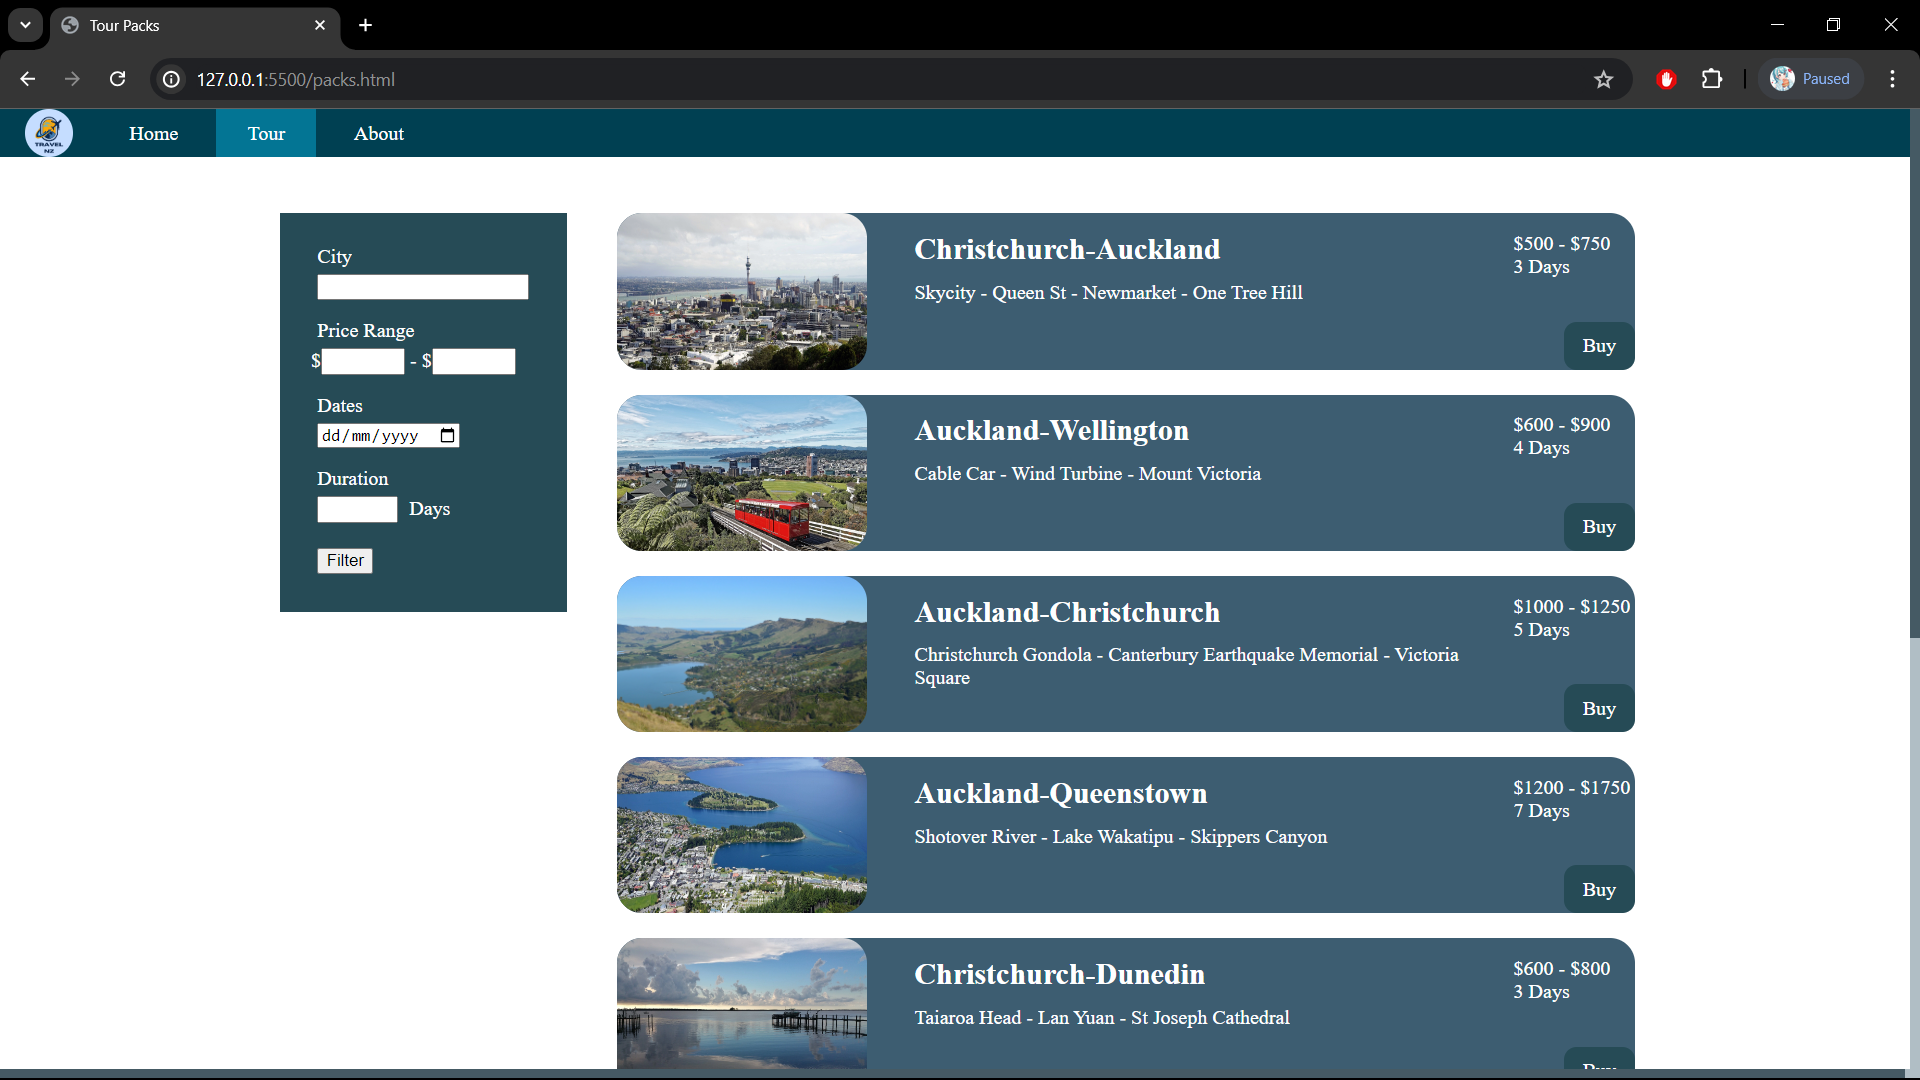 Tour Packs
127.0.0.1:5500/packs.html
Paused
TRAVEL
NZ
Home
Tour
About
City
Price Range
$ - $
Dates
dd/mm/yyyy
Duration
Days
Filter
Christchurch-Auckland
Skycity - Queen St - Newmarket - One Tree Hill
$500 - $750
3 Days
Buy
Auckland-Wellington
Cable Car - Wind Turbine - Mount Victoria
$600 - $900
4 Days
Buy
Auckland-Christchurch
Christchurch Gondola - Canterbury Earthquake Memorial - Victoria
Square
$1000 - $1250
5 Days
Buy
Auckland-Queenstown
Shotover River - Lake Wakatipu - Skippers Canyon
$1200 - $1750
7 Days
Buy
Christchurch-Dunedin
Taiaroa Head - Lan Yuan - St Joseph Cathedral
$600 - $800
3 Days
Buy